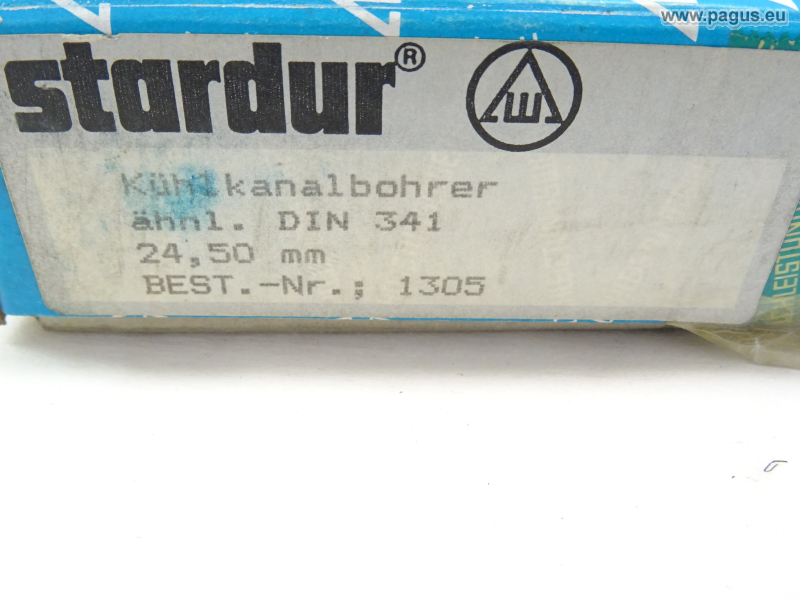 www.pagus.eu
stardur®
Kühlkanalbohrer
ähnl. DIN 341
24,50 mm
BEST.-Nr.; 1305